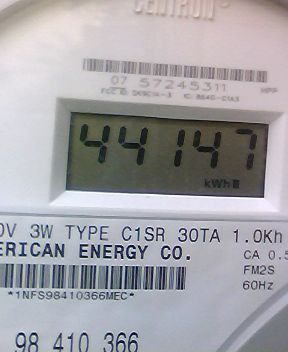 CENTRON
07 57245311
44147
kWh
0V 3W TYPE C1SR 30TA 1.0Kh
ERICAN ENERGY CO.
CA 0.5
FM2S
60Hz
*1NFS98410366MEC*
98 410 366